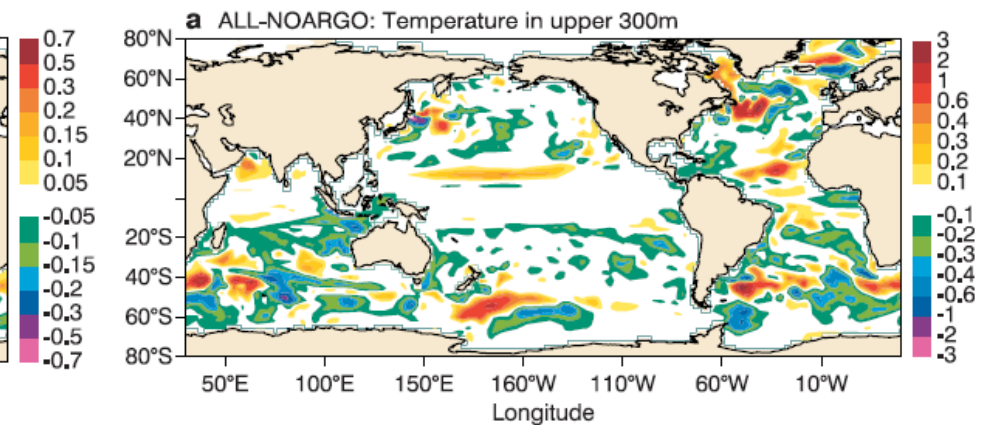 a ALL-NOARGO: Temperature in upper 300m
0.7
0.5
0.3
0.2
0.15
0.1
0.05
-0.05
-0.1
-0.15
-0.2
-0.3
-0.5
-0.7
80°N
60°N
40°N
20°N
20°S
40°S
60°S
80°S
50°E 100°E 150°E 160°W 110°W 60°W 10°W
Longitude
3
2
1
0.6
0.4
0.3
0.2
0.1
-0.1
-0.2
-0.3
-0.4
-0.6
-1
-2
-3